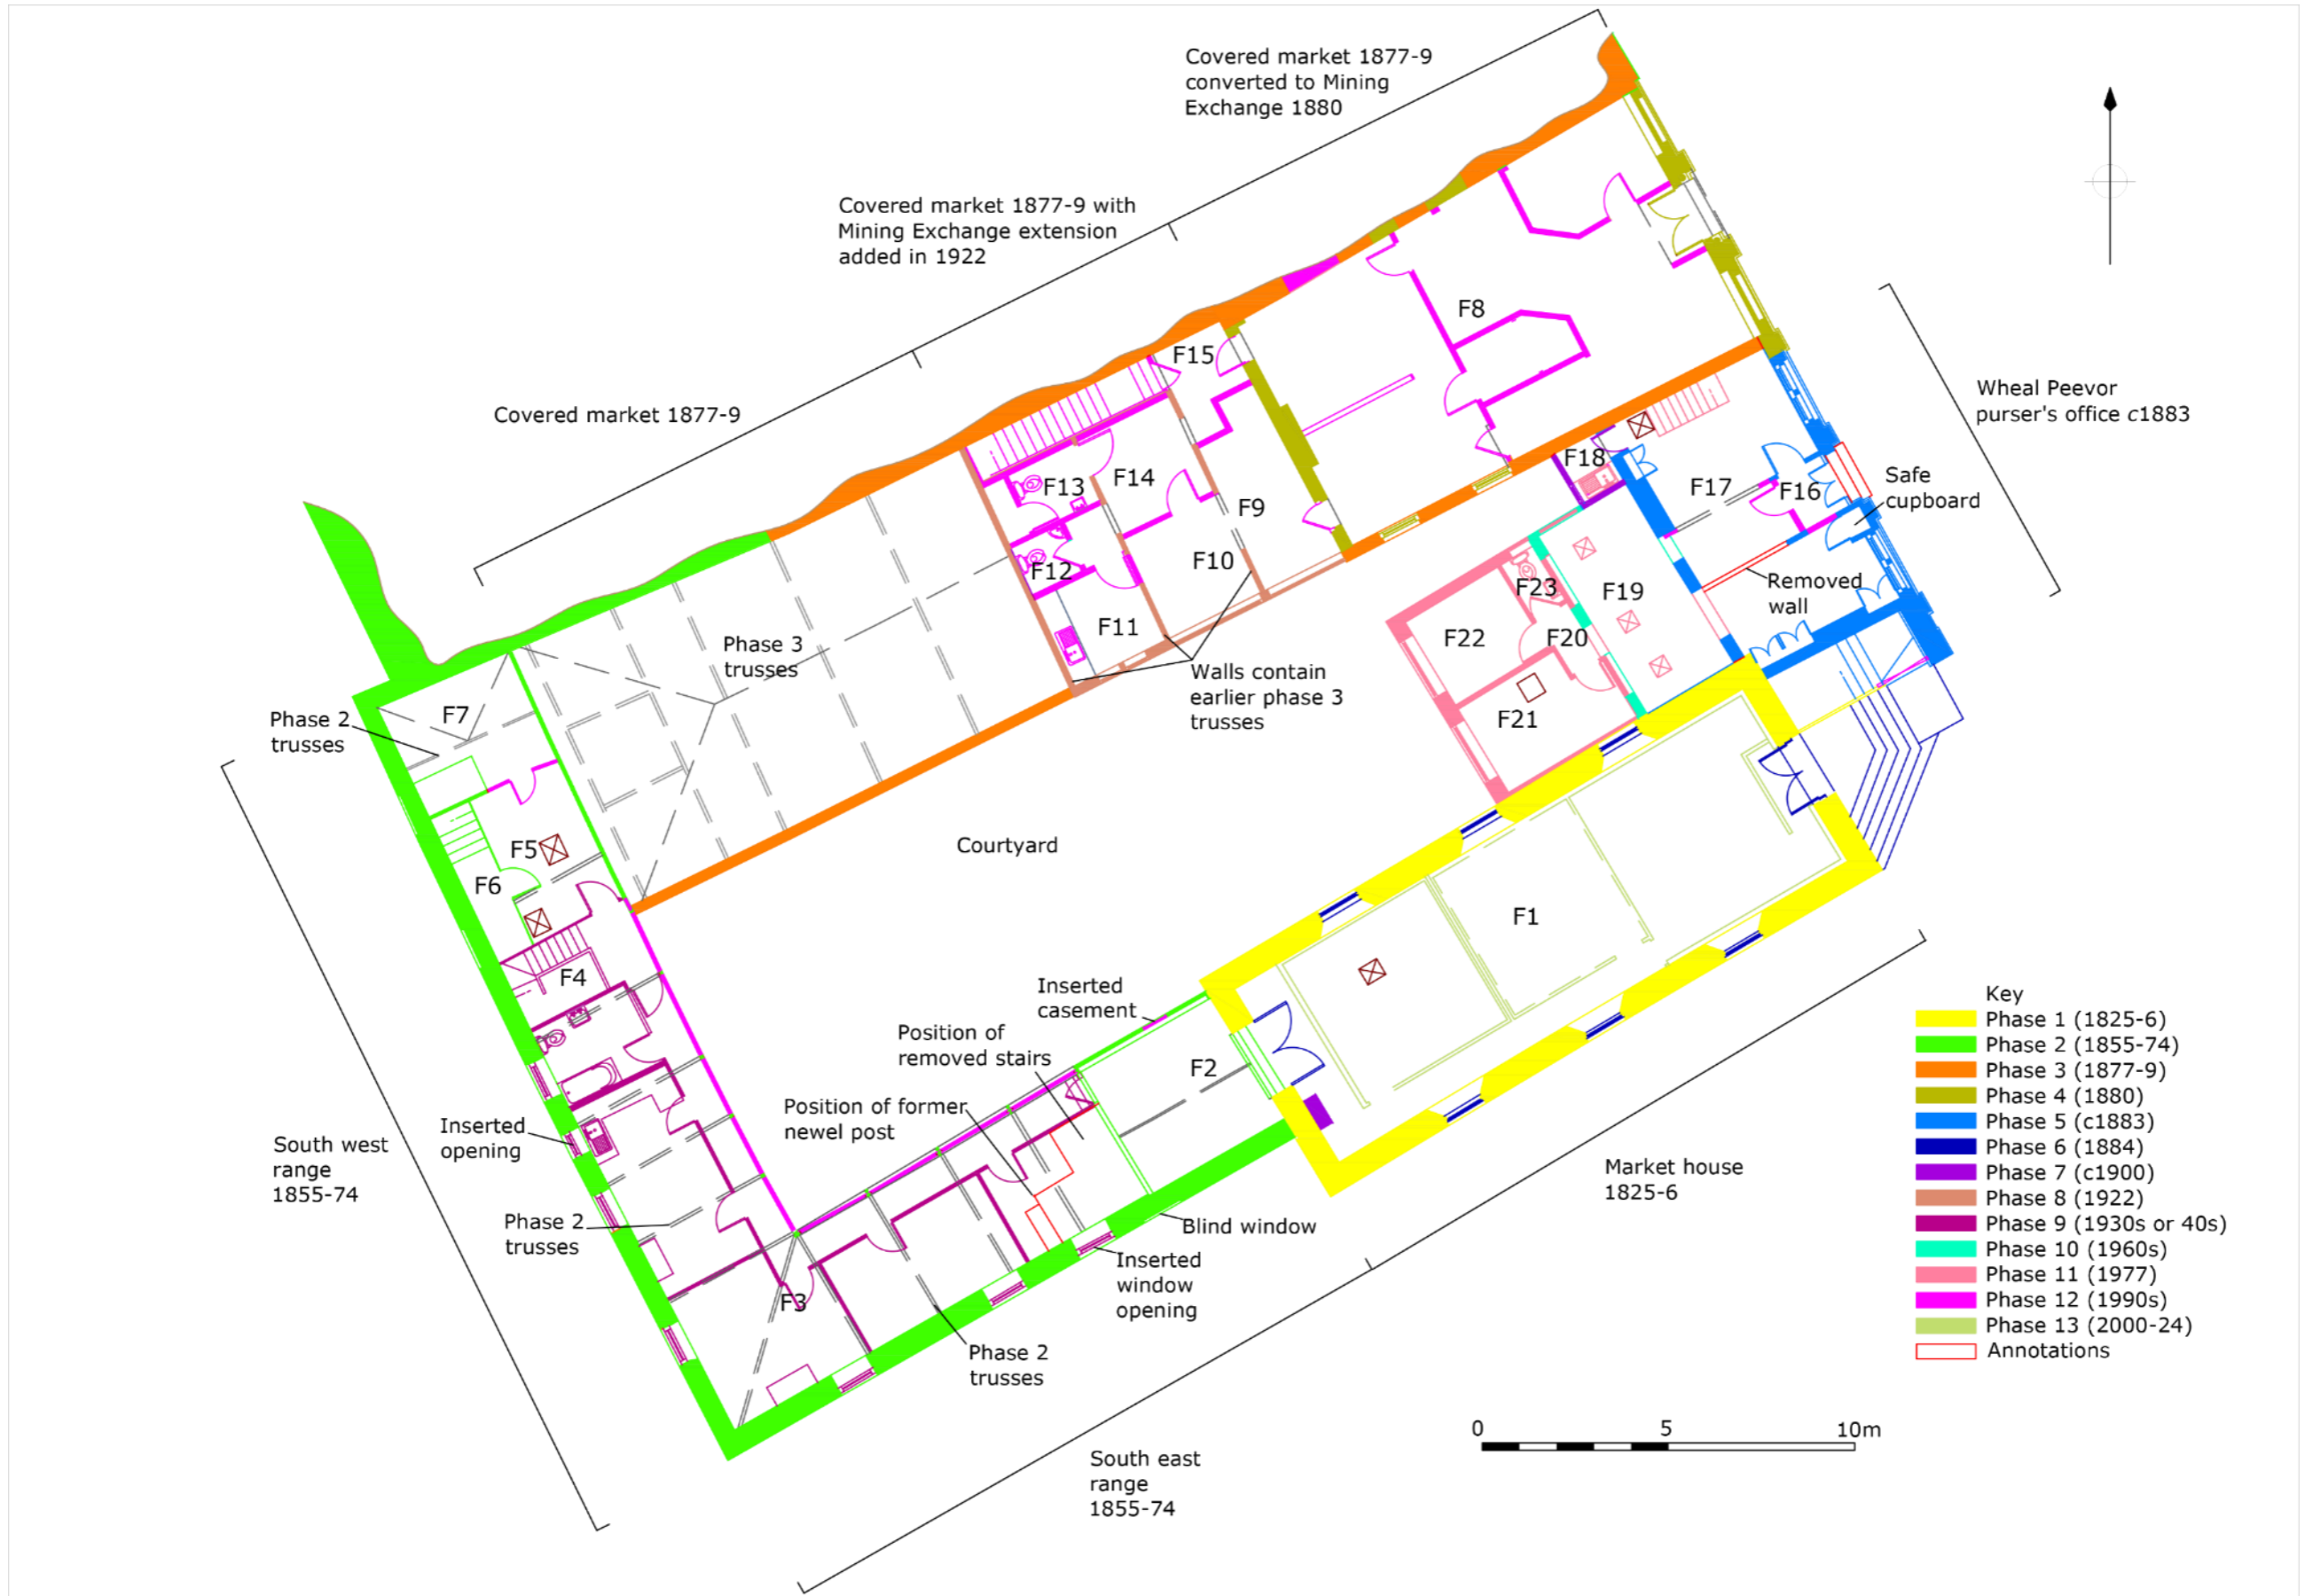 Covered market 1877-9
converted to Mining
Exchange 1880
Covered market 1877-9 with
Mining Exchange extension
added in 1922
Covered market 1877-9
Wheal Peevor
purser's office c1883
Safe
cupboard
Removed
wall
F15
F8
F18
F17
F16
F13
F14
F9
F12
F10
F11
F19
F23
F22
F20
F21
Walls contain
earlier phase 3
trusses
Phase 3
trusses
Phase 2
trusses
F7
F5
F6
F4
Courtyard
F1
Inserted
casement
Position of
removed stairs
F2
Position of former
newel post
Inserted
opening
South west
range
1855-74
Phase 2
trusses
F3
Blind window
Inserted
window
opening
Phase 2
trusses
Market house
1825-6
South east
range
1855-74
Key
Phase 1 (1825-6)
Phase 2 (1855-74)
Phase 3 (1877-9)
Phase 4 (1880)
Phase 5 (c1883)
Phase 6 (1884)
Phase 7 (c1900)
Phase 8 (1922)
Phase 9 (1930s or 40s)
Phase 10 (1960s)
Phase 11 (1977)
Phase 12 (1990s)
Phase 13 (2000-24)
Annotations
0 5 10m